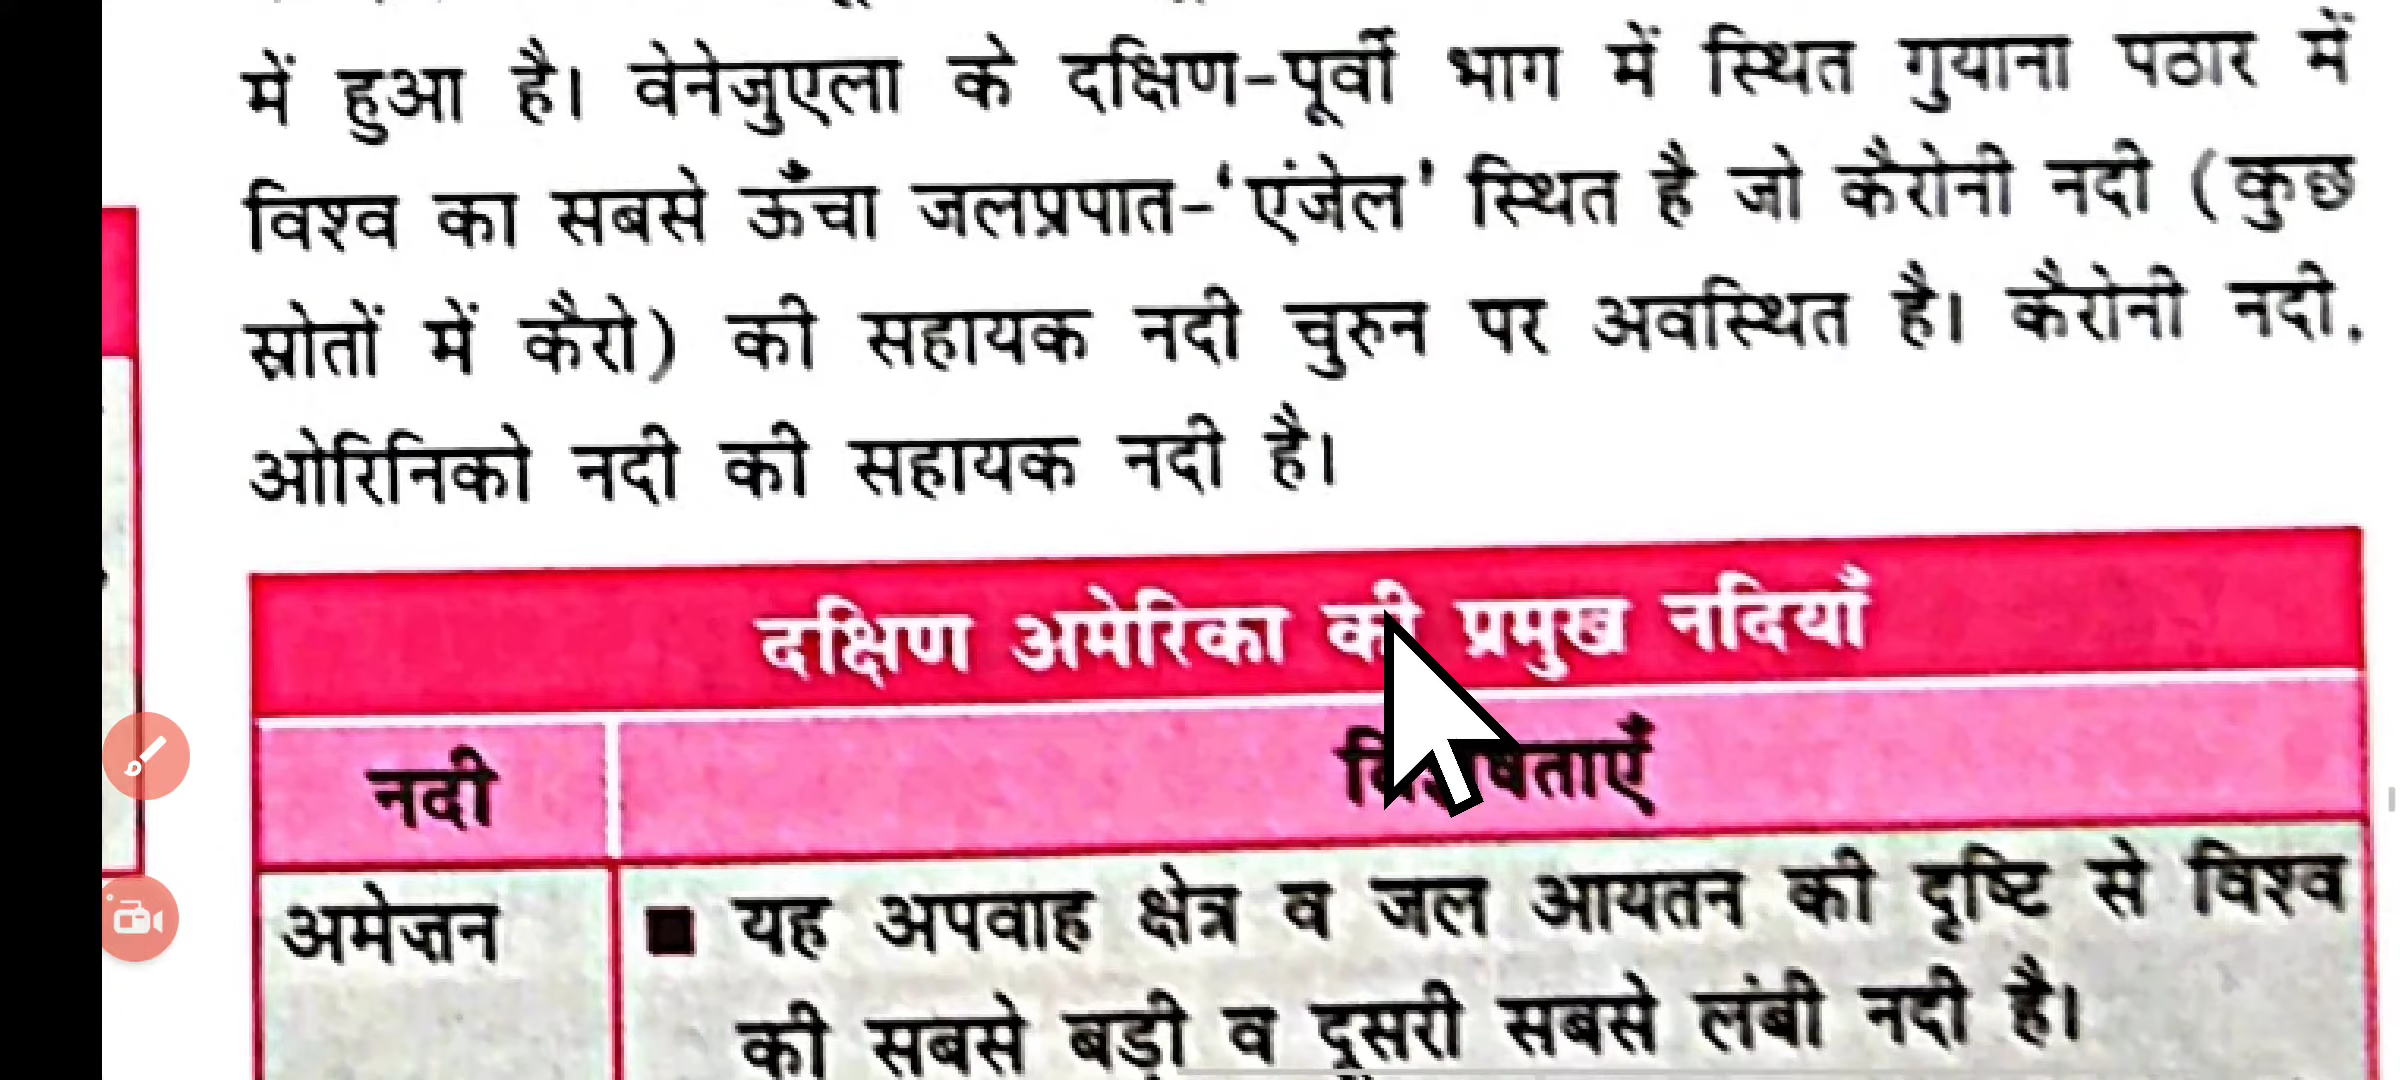 में हुआ है। वेनेजुएला के दक्षिण-पूर्वी भाग में स्थित गुयाना पठार में
विश्व का सबसे ऊँचा जलप्रपात-‘एंजेल’ स्थित है जो कैरोनी नदी (कुछ
स्रोतों में कैरो) की सहायक नदी चुरुन पर अवस्थित है। कैरोनी नदी,
ओरिनिको नदी की सहायक नदी है।
दक्षिण अमेरिका की प्रमुख नदियाँ
नदी
अमेज़न
■ यह अपवाह क्षेत्र व जल आयतन की दृष्टि से विश्व
की सबसे बड़ी व दूसरी सबसे लंबी नदी है।